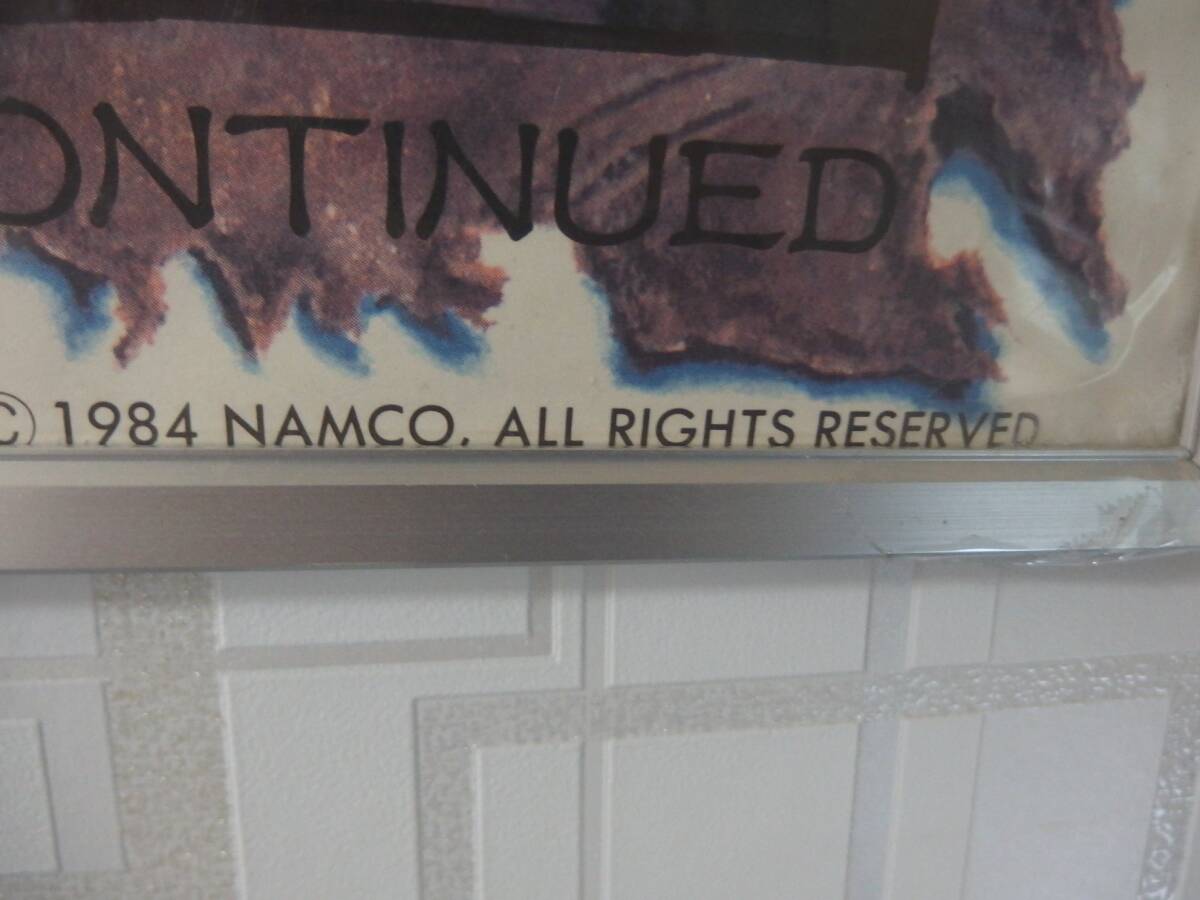 ONTINUED
© 1984 NAMCO. ALL RIGHTS RESERVED